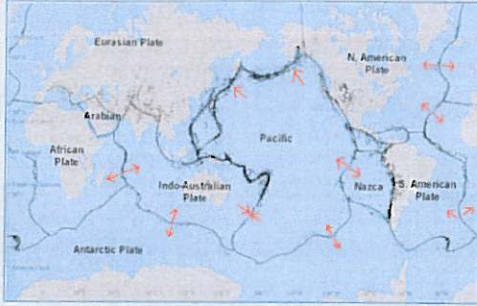 Eurasian Plate
N. American
Plate
Arabian
African
Plate
Pacific
Indo-Australian
Plate
Nazca
S. American
Plate
Antarctic Plate